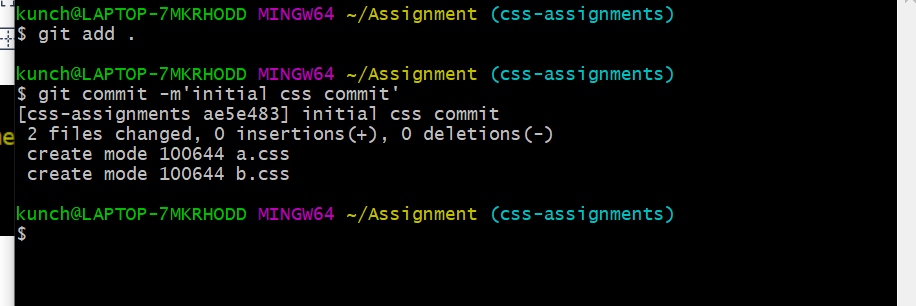 kunch@LAPTOP-7MKRHODD MINGW64 ~/Assignment (css-assignments)
$ git add .
kunch@LAPTOP-7MKRHODD MINGW64 ~/Assignment (css-assignments)
$ git commit -m'initial css commit'
[css-assignments ae5e483] initial css commit
 2 files changed, 0 insertions(+), 0 deletions(-)
 create mode 100644 a.css
 create mode 100644 b.css
kunch@LAPTOP-7MKRHODD MINGW64 ~/Assignment (css-assignments)
$